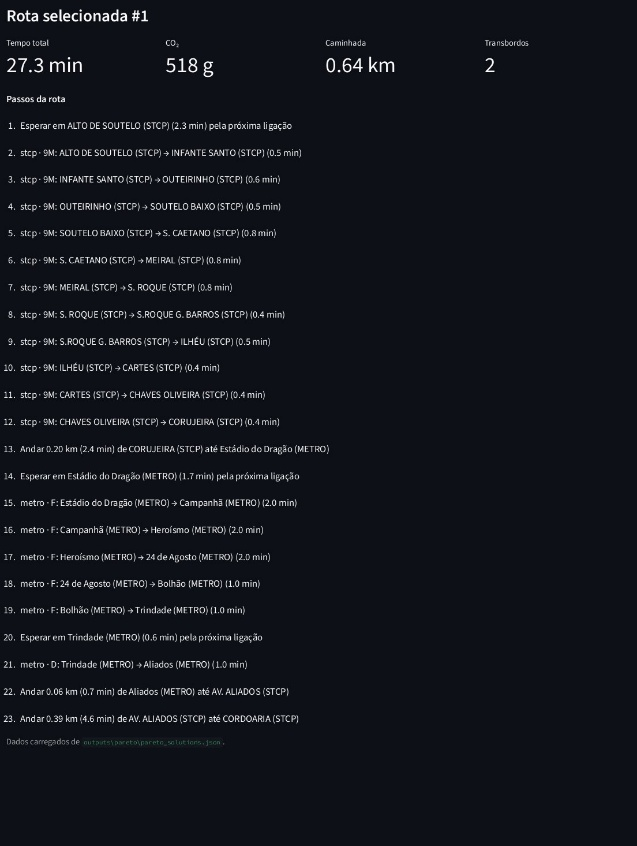 Rota selecionada #1
Tempo total CO₂ Caminhada Transbordos
27.3 min 518 g 0.64 km 2
Passos da rota
1. Esperar em ALTO DE SOUTELO (STCP) (2.3 min) pela próxima ligação
2. stcp · 9M: ALTO DE SOUTELO (STCP) → INFANTE SANTO (STCP) (0.5 min)
3. stcp · 9M: INFANTE SANTO (STCP) → OUTEIRINHO (STCP) (0.6 min)
4. stcp · 9M: OUTEIRINHO (STCP) → SOUTELO BAIXO (STCP) (0.5 min)
5. stcp · 9M: SOUTELO BAIXO (STCP) → S. CAETANO (STCP) (0.8 min)
6. stcp · 9M: S. CAETANO (STCP) → MEIRAL (STCP) (0.8 min)
7. stcp · 9M: MEIRAL (STCP) → S. ROQUE (STCP) (0.8 min)
8. stcp · 9M: S. ROQUE (STCP) → S.ROQUE G. BARROS (STCP) (0.4 min)
9. stcp · 9M: S.ROQUE G. BARROS (STCP) → ILHÉU (STCP) (0.5 min)
10. stcp · 9M: ILHÉU (STCP) → CARTES (STCP) (0.4 min)
11. stcp · 9M: CARTES (STCP) → CHAVES OLIVEIRA (STCP) (0.4 min)
12. stcp · 9M: CHAVES OLIVEIRA (STCP) → CORUJEIRA (STCP) (0.4 min)
13. Andar 0.20 km (2.4 min) de CORUJEIRA (STCP) até Estádio do Dragão (METRO)
14. Esperar em Estádio do Dragão (METRO) (1.7 min) pela próxima ligação
15. metro · F: Estádio do Dragão (METRO) → Campanhã (METRO) (2.0 min)
16. metro · F: Campanhã (METRO) → Heroísmo (METRO) (2.0 min)
17. metro · F: Heroísmo (METRO) → 24 de Agosto (METRO) (2.0 min)
18. metro · F: 24 de Agosto (METRO) → Bolhão (METRO) (1.0 min)
19. metro · F: Bolhão (METRO) → Trindade (METRO) (1.0 min)
20. Esperar em Trindade (METRO) (0.6 min) pela próxima ligação
21. metro · D: Trindade (METRO) → Aliados (METRO) (1.0 min)
22. Andar 0.06 km (0.7 min) de Aliados (METRO) até AV. ALIADOS (STCP)
23. Andar 0.39 km (4.6 min) de AV. ALIADOS (STCP) até CORDOARIA (STCP)
Dados carregados de outputs\pareto\pareto_solutions.json.